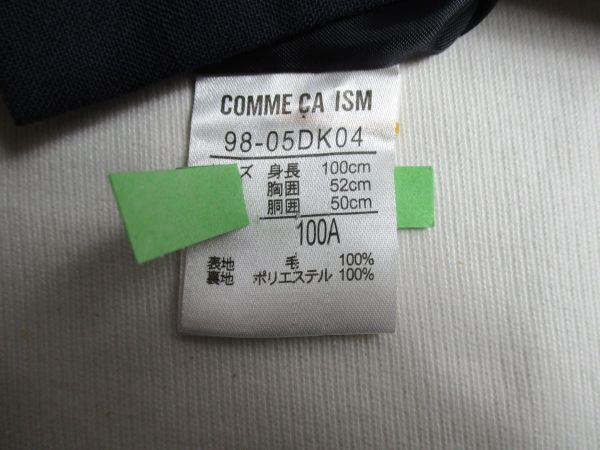 COMME ÇA ISM
98-05DK04
ズ 身長 100cm
胸囲 52cm
胴囲 50cm
100A
表地 毛 100%
裏地 ポリエステル 100%